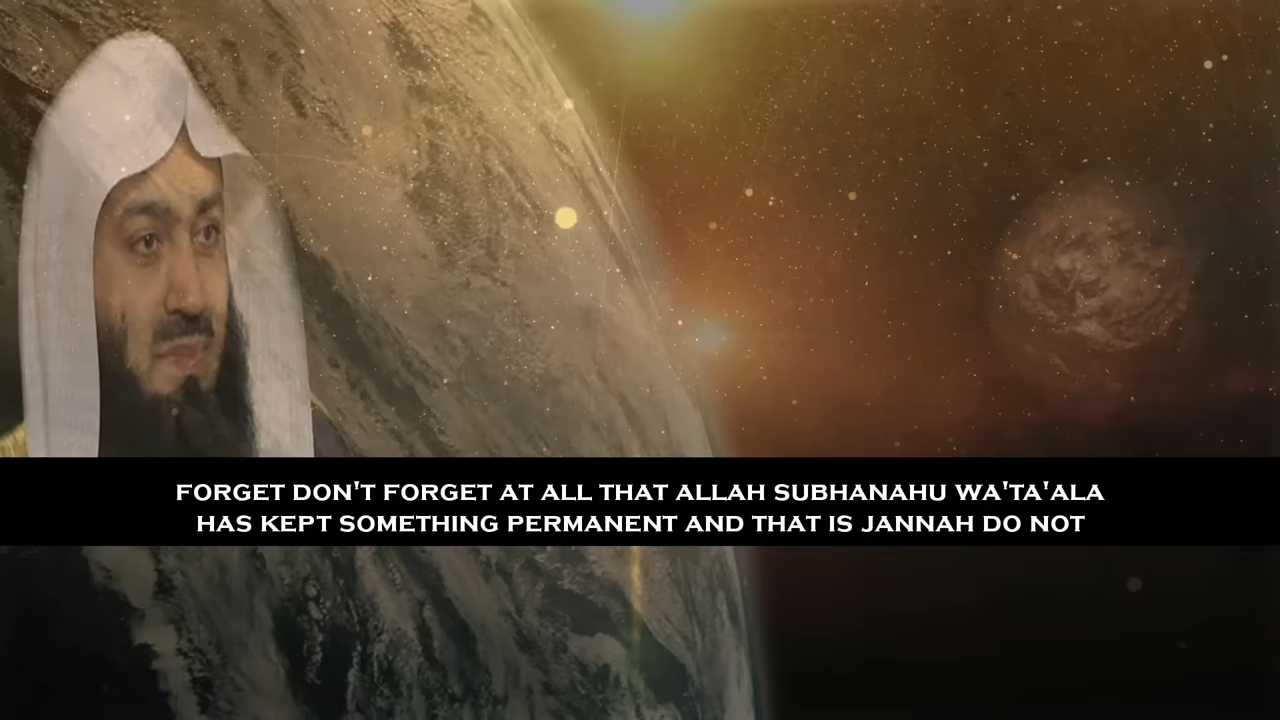 FORGET DON'T FORGET AT ALL THAT ALLAH SUBHANAHU WA'TA'ALA
HAS KEPT SOMETHING PERMANENT AND THAT IS JANNAH DO NOT